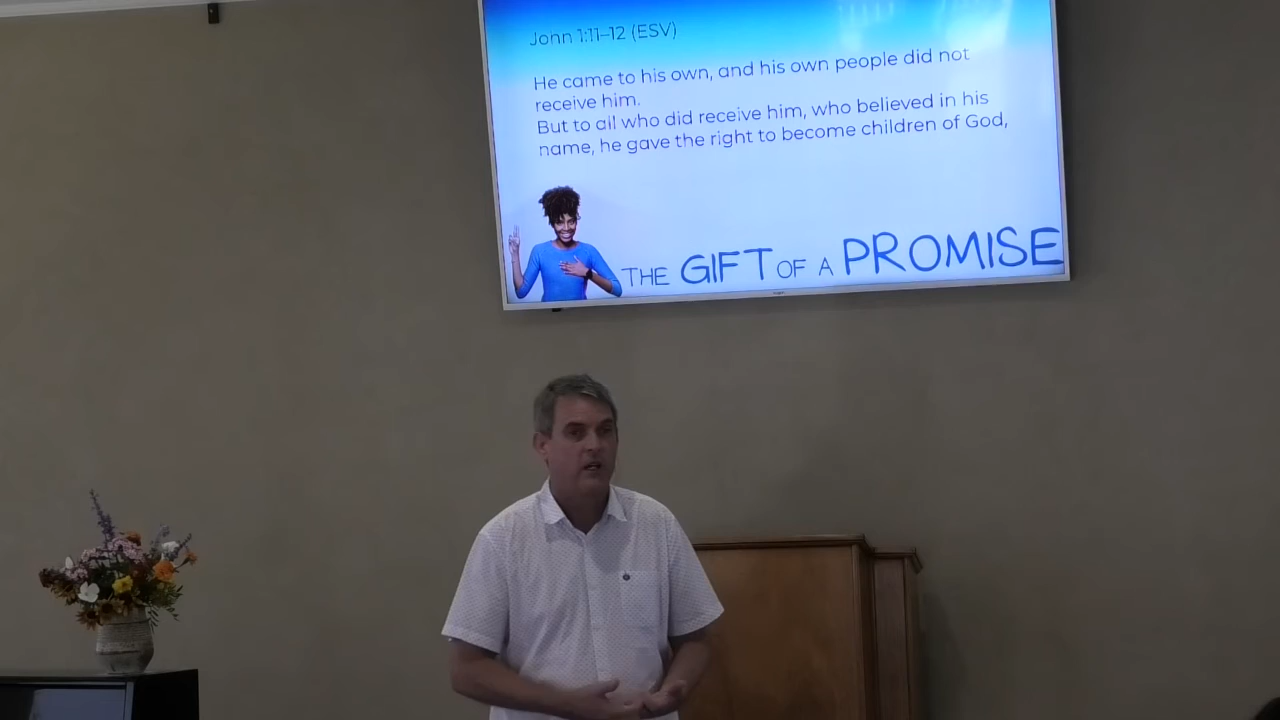 John 1:11–12 (ESV)
He came to his own, and his own people did not
receive him.
But to all who did receive him, who believed in his
name, he gave the right to become children of God,
THE GIFT OF A PROMISE